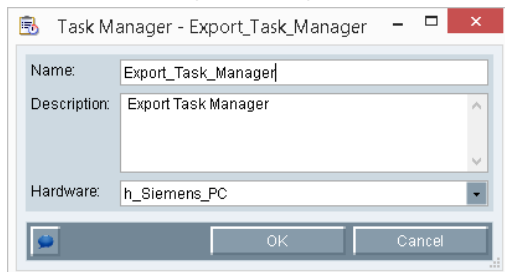 Task Manager - Export_Task_Manager
Name: Export_Task_Manager
Description: Export Task Manager
Hardware: h_Siemens_PC
OK Cancel